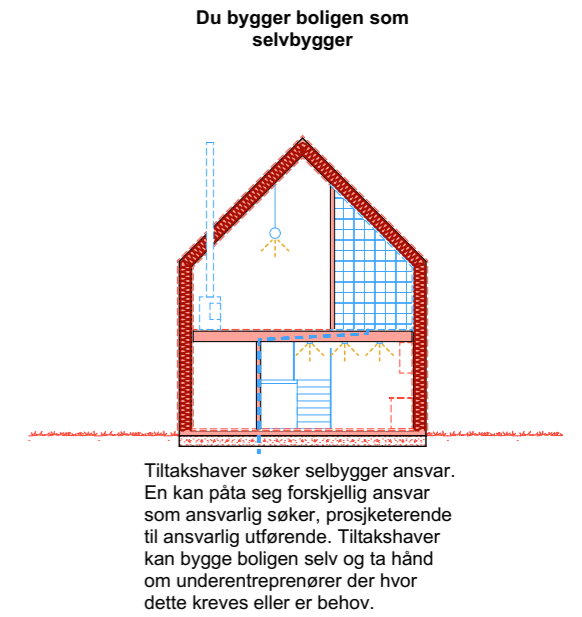 Du bygger boligen som
selvbygger
Tiltakshaver søker selbygger ansvar.
En kan påta seg forskjellig ansvar
som ansvarlig søker, prosjketerende
til ansvarlig utførende. Tiltakshaver
kan bygge boligen selv og ta hånd
om underentreprenører der hvor
dette kreves eller er behov.